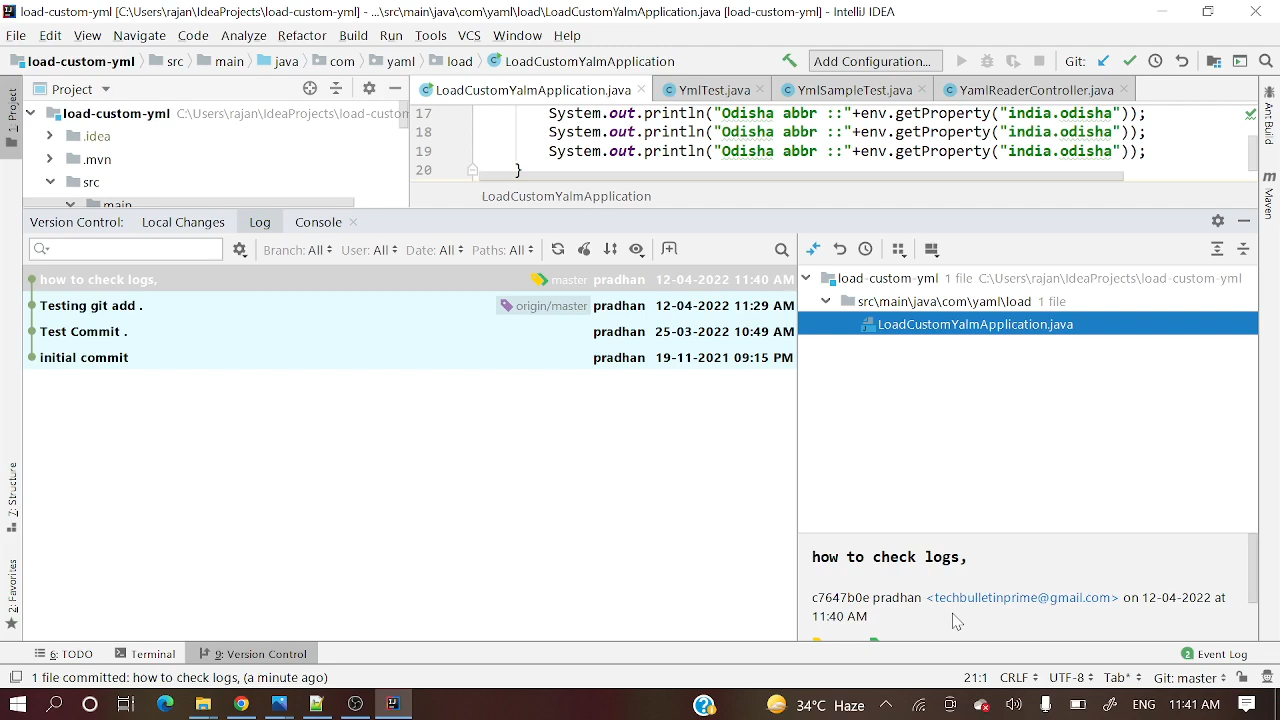 load-custom-yml [C:\Users\rajan\IdeaProjects\load-custom-yml] - ...\src\main\java\com\yaml\load\LoadCustomYalmApplication.java [load-custom-yml] - IntelliJ IDEA
File Edit View Navigate Code Analyze Refactor Build Run Tools VCS Window Help
load-custom-yml src main java com yaml load LoadCustomYalmApplication Add Configuration... Git:
Project LoadCustomYalmApplication.java YmlTest.java YmlSampleTest.java YamlReaderController.java
1: Project
load-custom-yml C:\Users\rajan\IdeaProjects\load-custom
.idea
.mvn
src
main
17 System.out.println("Odisha abbr ::"+env.getProperty("india.odisha"));
18 System.out.println("Odisha abbr ::"+env.getProperty("india.odisha"));
19 System.out.println("Odisha abbr ::"+env.getProperty("india.odisha"));
20 }
LoadCustomYalmApplication
Ant Build
Maven
Version Control: Local Changes Log Console
Branch: All User: All Date: All Paths: All
how to check logs, master pradhan 12-04-2022 11:40 AM
Testing git add . origin/master pradhan 12-04-2022 11:29 AM
Test Commit . pradhan 25-03-2022 10:49 AM
initial commit pradhan 19-11-2021 09:15 PM
load-custom-yml 1 file C:\Users\rajan\IdeaProjects\load-custom-yml
src\main\java\com\yaml\load 1 file
LoadCustomYalmApplication.java
how to check logs,
c7647b0e pradhan <techbulletinprime@gmail.com> on 12-04-2022 at
11:40 AM
Z: Structure
2: Favorites
6: TODO Terminal 9: Version Control 2 Event Log
1 file committed: how to check logs, (a minute ago) 21:1 CRLF UTF-8 Tab* Git: master
34°C Haze ENG 11:41 AM